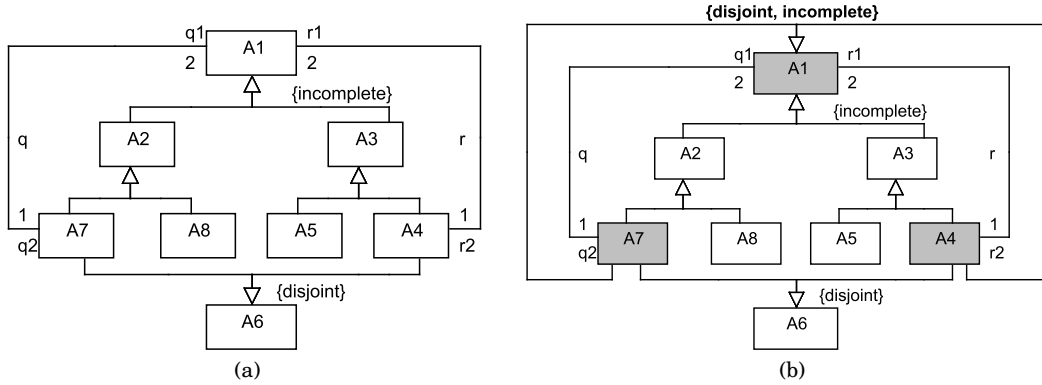 q1 A1 r1
2 2
{incomplete}
q A2 A3 r
1 A7 A8 A5 A4 1
q2 r2
{disjoint}
A6
(a)
{disjoint, incomplete}
q1 A1 r1
2 2
{incomplete}
q A2 A3 r
1 A7 A8 A5 A4 1
q2 r2
{disjoint}
A6
(b)